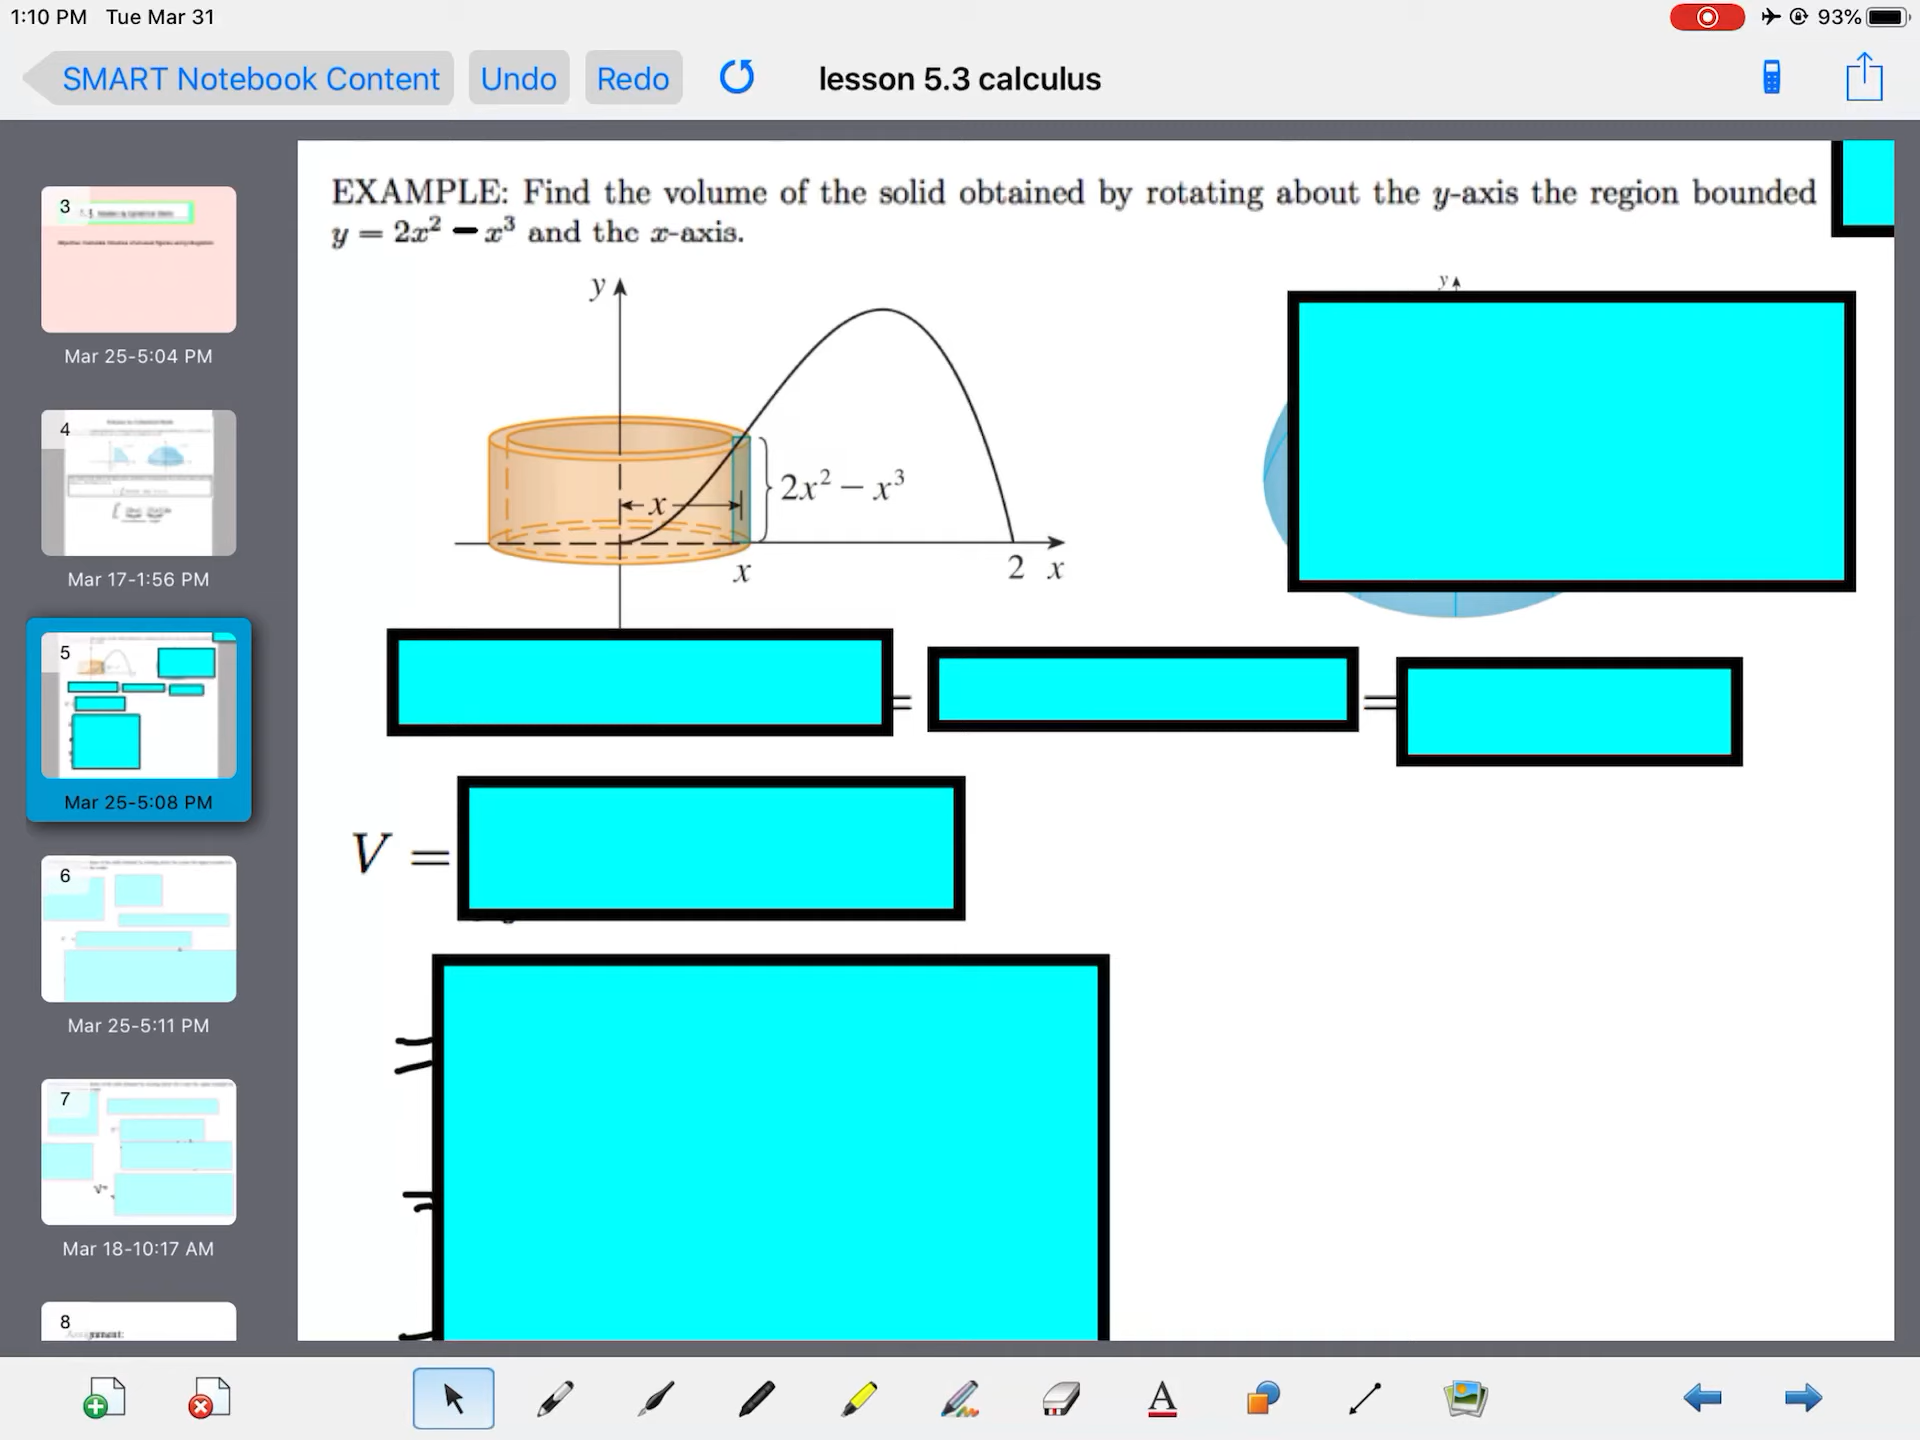 1:10 PM Tue Mar 31
93%
SMART Notebook Content
Undo
Redo
lesson 5.3 calculus
3
Mar 25-5:04 PM
4
Mar 17-1:56 PM
5
Mar 25-5:08 PM
6
Mar 25-5:11 PM
7
Mar 18-10:17 AM
8
EXAMPLE: Find the volume of the solid obtained by rotating about the y-axis the region bounded
y = 2x² − x³ and the x-axis.
y
y
2x² − x³
x
x
2 x
= =
V =
=
=
A